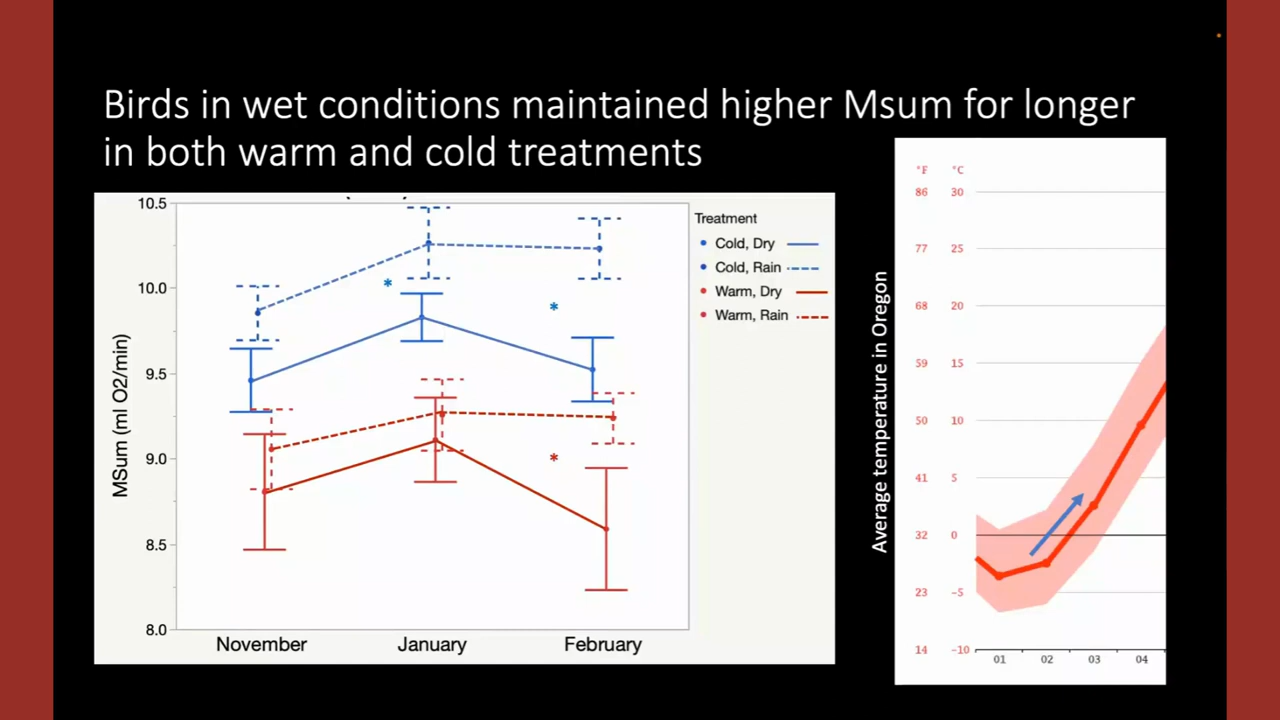 Birds in wet conditions maintained higher Msum for longer
in both warm and cold treatments
10.5
10.0
9.5
9.0
8.5
8.0
MSum (ml O2/min)
November January February
* *
*
Treatment
Cold, Dry
Cold, Rain
Warm, Dry
Warm, Rain
Average temperature in Oregon
°F °C
86 30
77 25
68 20
59 15
50 10
41 5
32 0
23 -5
14 -10
01 02 03 04